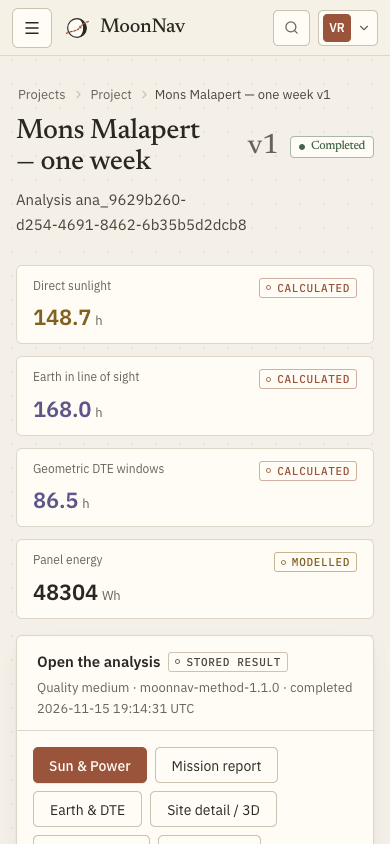 MoonNav
VR
Projects > Project > Mons Malapert — one week v1
Mons Malapert
— one week
v1
Completed
Analysis ana_9629b260-
d254-4691-8462-6b35b5d2dcb8
Direct sunlight
CALCULATED
148.7 h
Earth in line of sight
CALCULATED
168.0 h
Geometric DTE windows
CALCULATED
86.5 h
Panel energy
MODELLED
48304 Wh
Open the analysis
STORED RESULT
Quality medium · moonnav-method-1.1.0 · completed
2026-11-15 19:14:31 UTC
Sun & Power
Mission report
Earth & DTE
Site detail / 3D